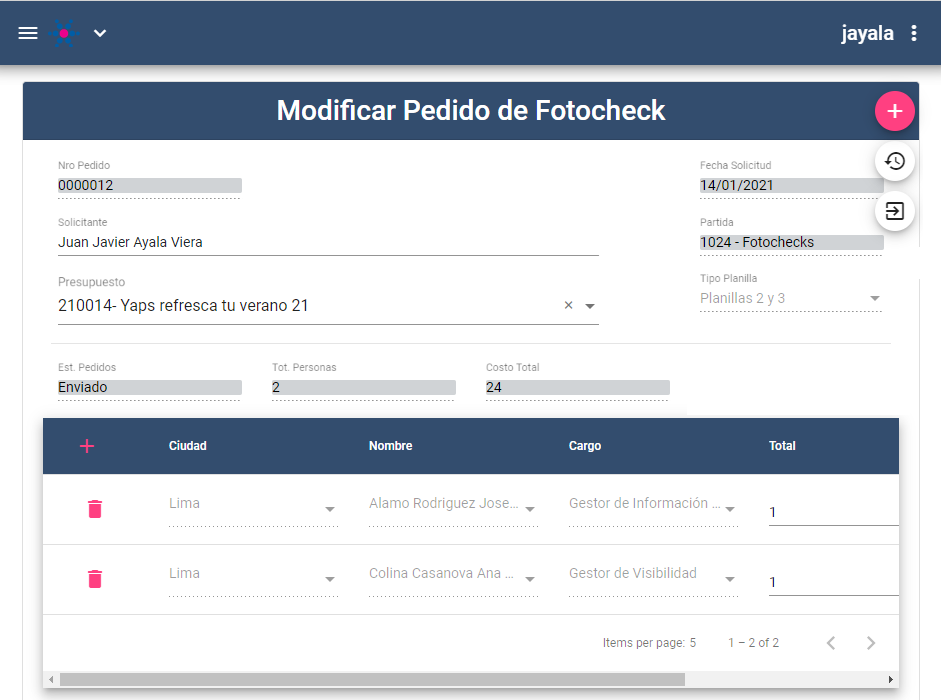 jayala
Modificar Pedido de Fotocheck
Nro Pedido
0000012
Fecha Solicitud
14/01/2021
Solicitante
Juan Javier Ayala Viera
Partida
1024 - Fotochecks
Presupuesto
210014- Yaps refresca tu verano 21
Tipo Planilla
Planillas 2 y 3
Est. Pedidos
Enviado
Tot. Personas
2
Costo Total
24
Ciudad Nombre Cargo Total
Lima Alamo Rodriguez Jose... Gestor de Información ... 1
Lima Colina Casanova Ana ... Gestor de Visibilidad 1
Items per page: 5 1 – 2 of 2